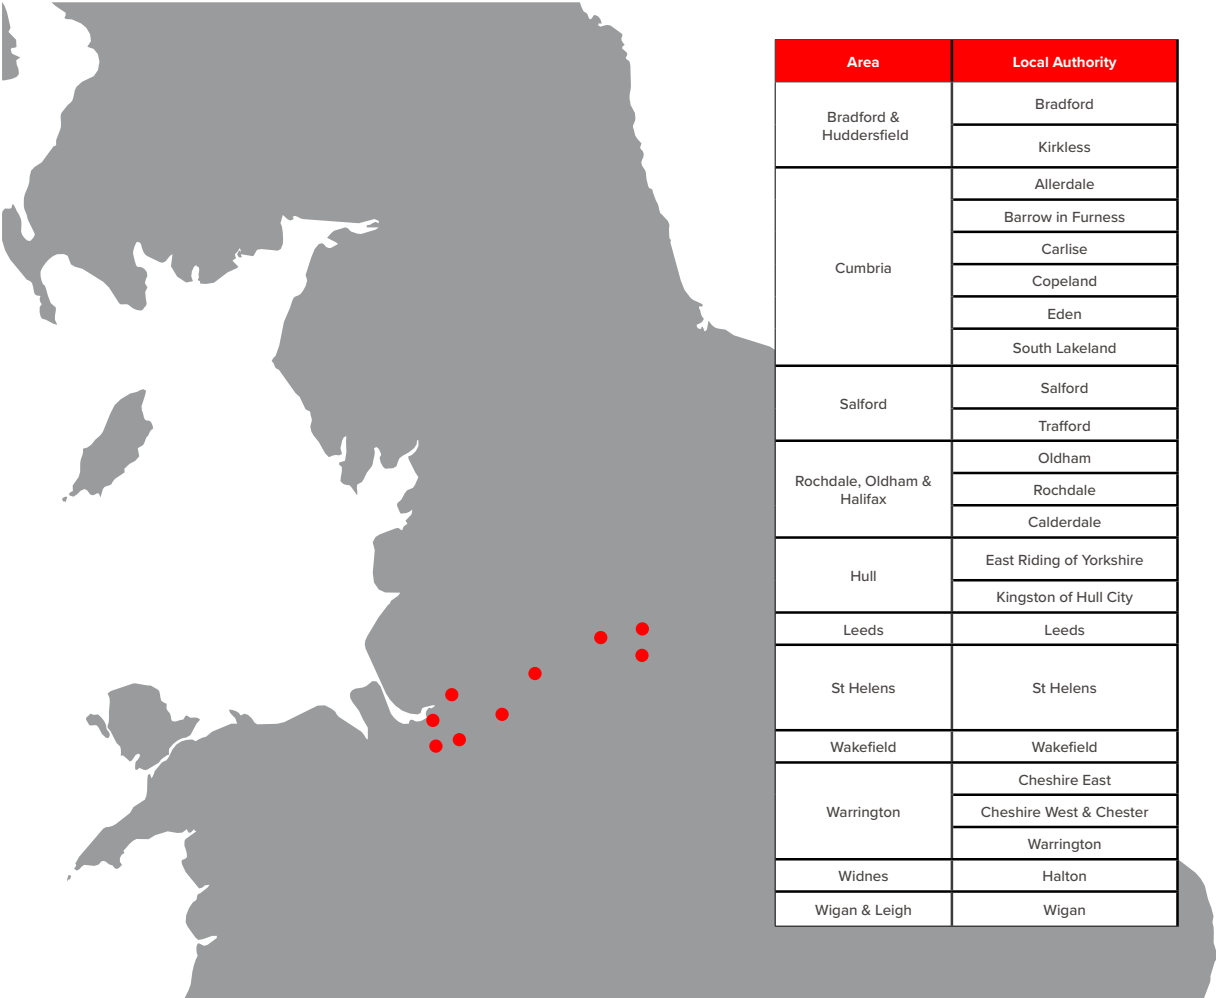 Area
Local Authority
Bradford &
Huddersfield
Bradford
Kirkless
Cumbria
Allerdale
Barrow in Furness
Carlise
Copeland
Eden
South Lakeland
Salford
Salford
Trafford
Rochdale, Oldham &
Halifax
Oldham
Rochdale
Calderdale
Hull
East Riding of Yorkshire
Kingston of Hull City
Leeds
Leeds
St Helens
St Helens
Wakefield
Wakefield
Warrington
Cheshire East
Cheshire West & Chester
Warrington
Widnes
Halton
Wigan & Leigh
Wigan